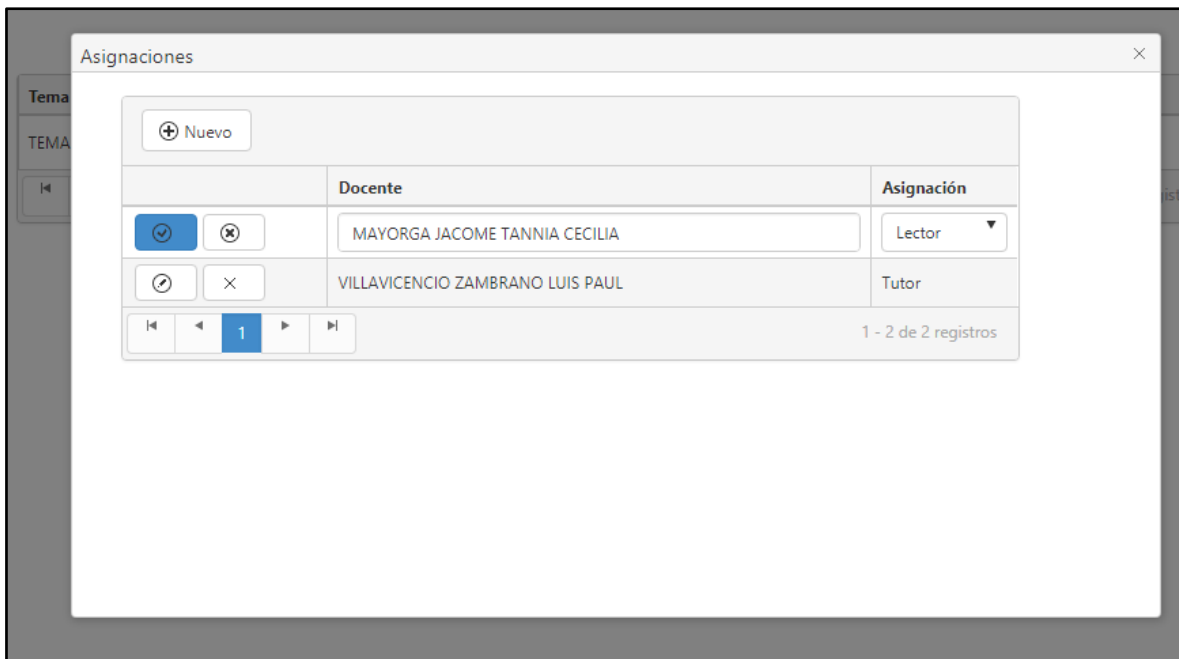 Asignaciones
Tema
TEMA
Nuevo
Docente Asignación
MAYORGA JACOME TANNIA CECILIA Lector
VILLAVICENCIO ZAMBRANO LUIS PAUL Tutor
1 1 - 2 de 2 registros